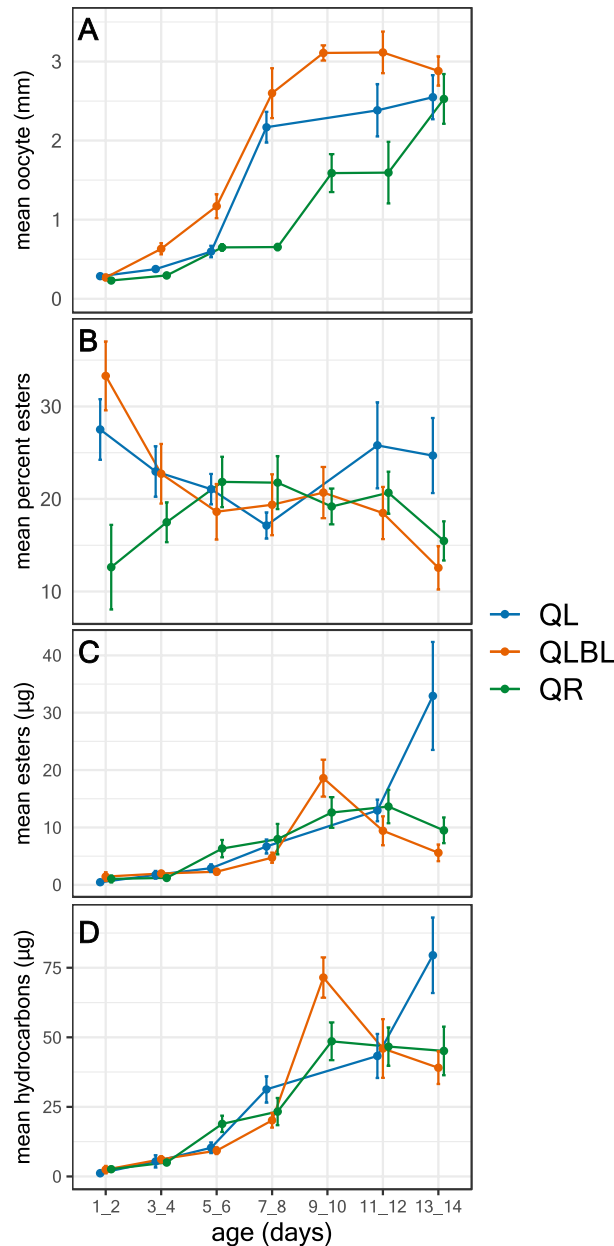 A
mean oocyte (mm)
3
2
1
0
B
mean percent esters
30
20
10
QL
QLBL
QR
C
mean esters (µg)
40
30
20
10
0
D
mean hydrocarbons (µg)
75
50
25
0
1_2 3_4 5_6 7_8 9_10 11_12 13_14
age (days)